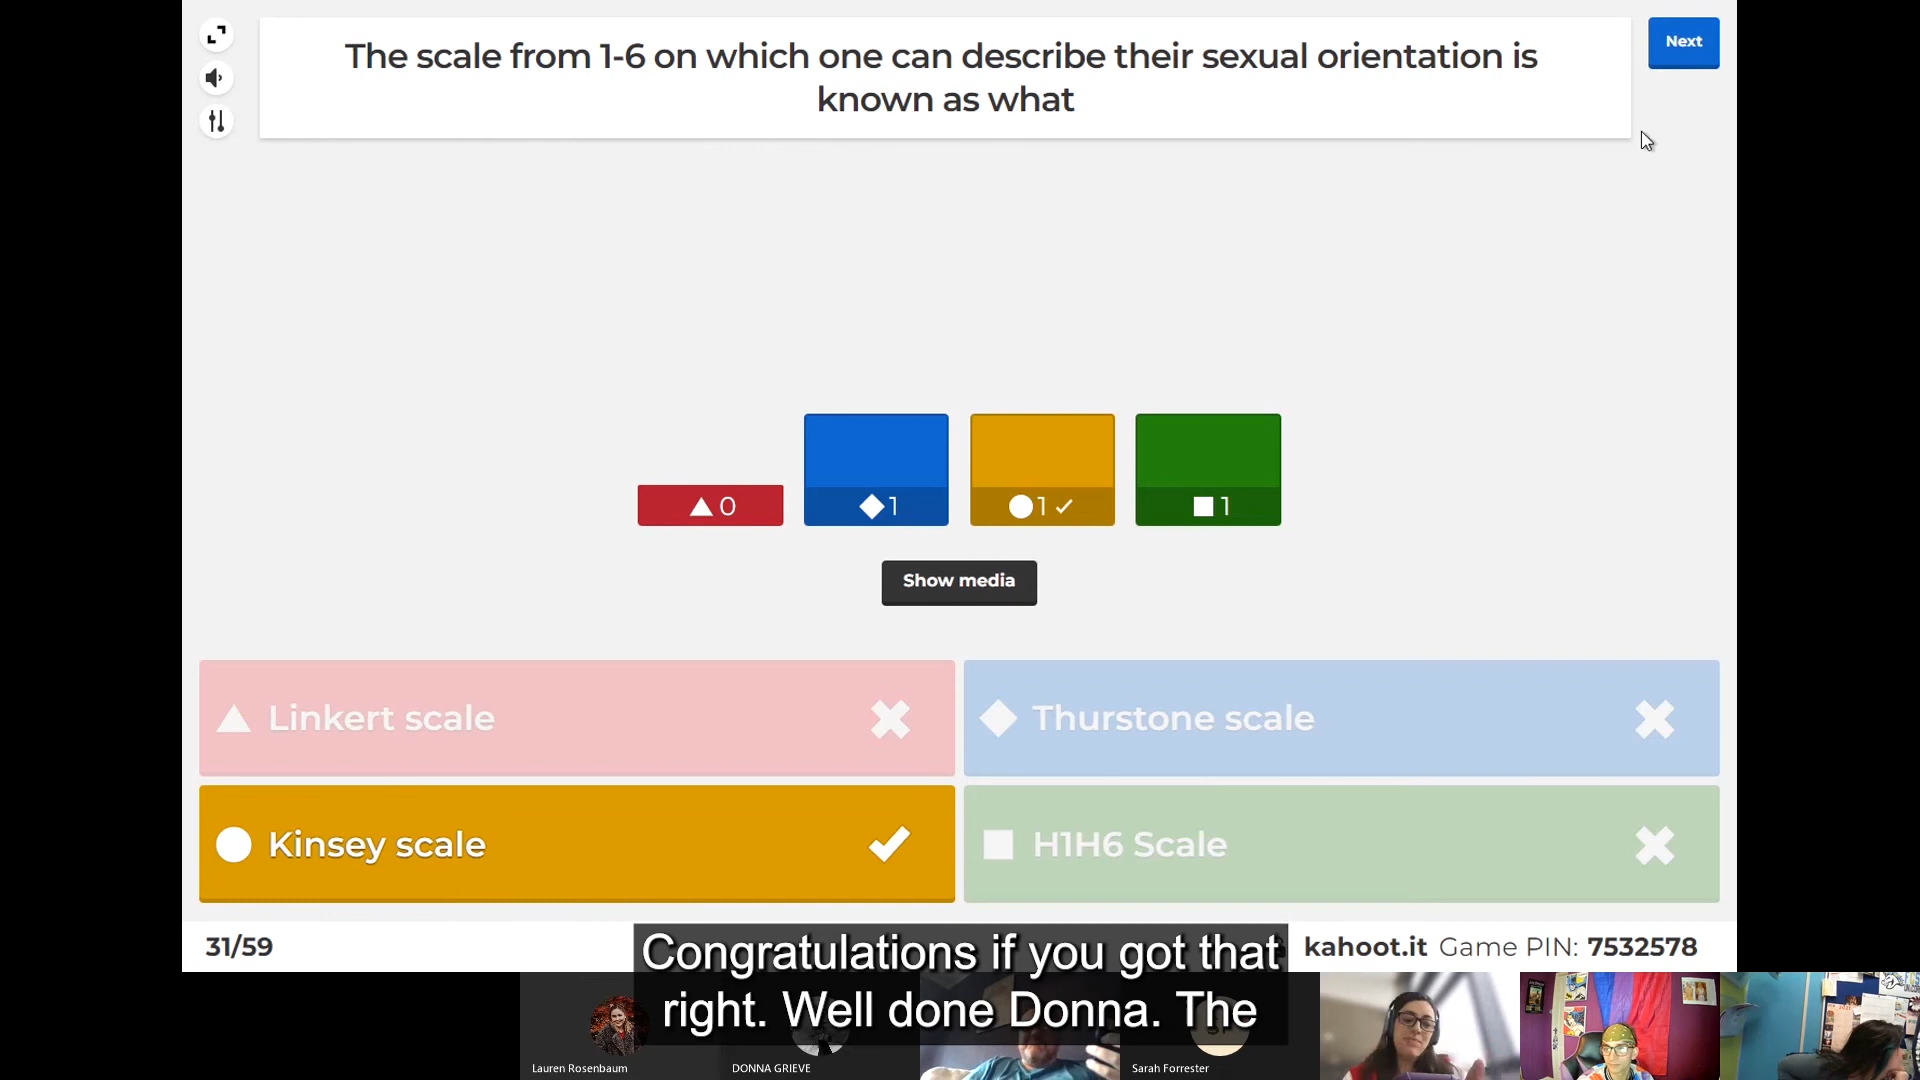 The scale from 1-6 on which one can describe their sexual orientation is
known as what
Next
0
1
1
1
Show media
Linkert scale
Thurstone scale
Kinsey scale
H1H6 Scale
31/59
kahoot.it Game PIN: 7532578
Congratulations if you got that
right. Well done Donna. The
Lauren Rosenbaum
DONNA GRIEVE
Sarah Forrester